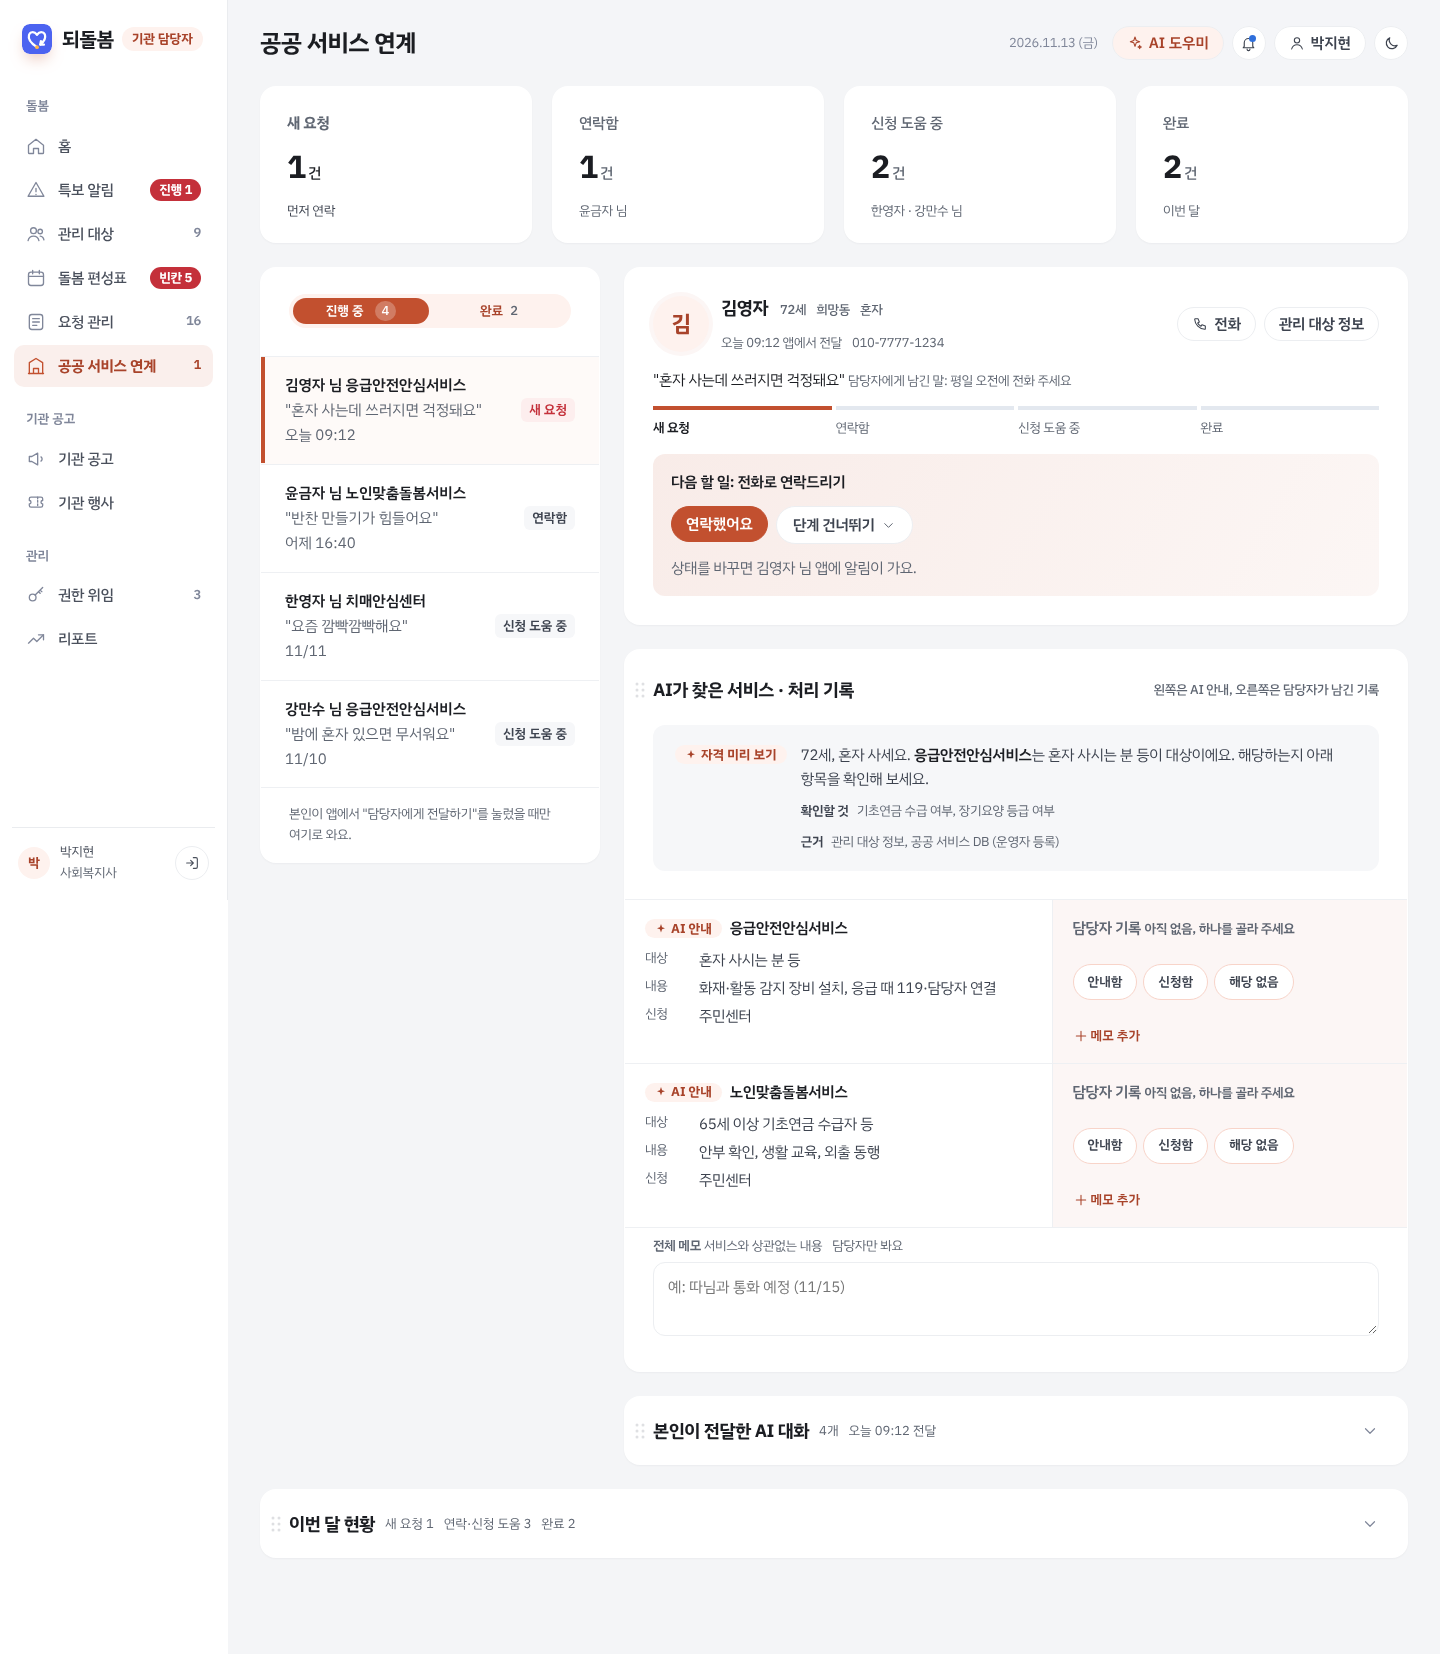 되돌봄 기관 담당자
돌봄
홈
특보 알림 진행 1
관리 대상 9
돌봄 편성표 빈칸 5
요청 관리 16
공공 서비스 연계 1
기관 공고
기관 공고
기관 행사
관리
권한 위임 3
리포트
박 박지현
사회복지사
공공 서비스 연계
2026.11.13 (금) AI 도우미 박지현
새 요청
1건
먼저 연락
연락함
1건
윤금자 님
신청 도움 중
2건
한영자 · 강만수 님
완료
2건
이번 달
진행 중 4 완료 2
김영자 님 응급안전안심서비스
"혼자 사는데 쓰러지면 걱정돼요"
오늘 09:12
새 요청
윤금자 님 노인맞춤돌봄서비스
"반찬 만들기가 힘들어요"
어제 16:40
연락함
한영자 님 치매안심센터
"요즘 깜빡깜빡해요"
11/11
신청 도움 중
강만수 님 응급안전안심서비스
"밤에 혼자 있으면 무서워요"
11/10
신청 도움 중
본인이 앱에서 "담당자에게 전달하기"를 눌렀을 때만
여기로 와요.
김 김영자 72세 희망동 혼자
오늘 09:12 앱에서 전달 010-7777-1234
전화 관리 대상 정보
"혼자 사는데 쓰러지면 걱정돼요" 담당자에게 남긴 말: 평일 오전에 전화 주세요
새 요청 연락함 신청 도움 중 완료
다음 할 일: 전화로 연락드리기
연락했어요 단계 건너뛰기
상태를 바꾸면 김영자 님 앱에 알림이 가요.
AI가 찾은 서비스 · 처리 기록 왼쪽은 AI 안내, 오른쪽은 담당자가 남긴 기록
자격 미리 보기 72세, 혼자 사세요. 응급안전안심서비스는 혼자 사시는 분 등이 대상이에요. 해당하는지 아래
항목을 확인해 보세요.
확인할 것 기초연금 수급 여부, 장기요양 등급 여부
근거 관리 대상 정보, 공공 서비스 DB (운영자 등록)
AI 안내 응급안전안심서비스
대상 혼자 사시는 분 등
내용 화재·활동 감지 장비 설치, 응급 때 119·담당자 연결
신청 주민센터
담당자 기록 아직 없음, 하나를 골라 주세요
안내함 신청함 해당 없음
메모 추가
AI 안내 노인맞춤돌봄서비스
대상 65세 이상 기초연금 수급자 등
내용 안부 확인, 생활 교육, 외출 동행
신청 주민센터
담당자 기록 아직 없음, 하나를 골라 주세요
안내함 신청함 해당 없음
메모 추가
전체 메모 서비스와 상관없는 내용 담당자만 봐요
예: 따님과 통화 예정 (11/15)
본인이 전달한 AI 대화 4개 오늘 09:12 전달
이번 달 현황 새 요청 1 연락·신청 도움 3 완료 2